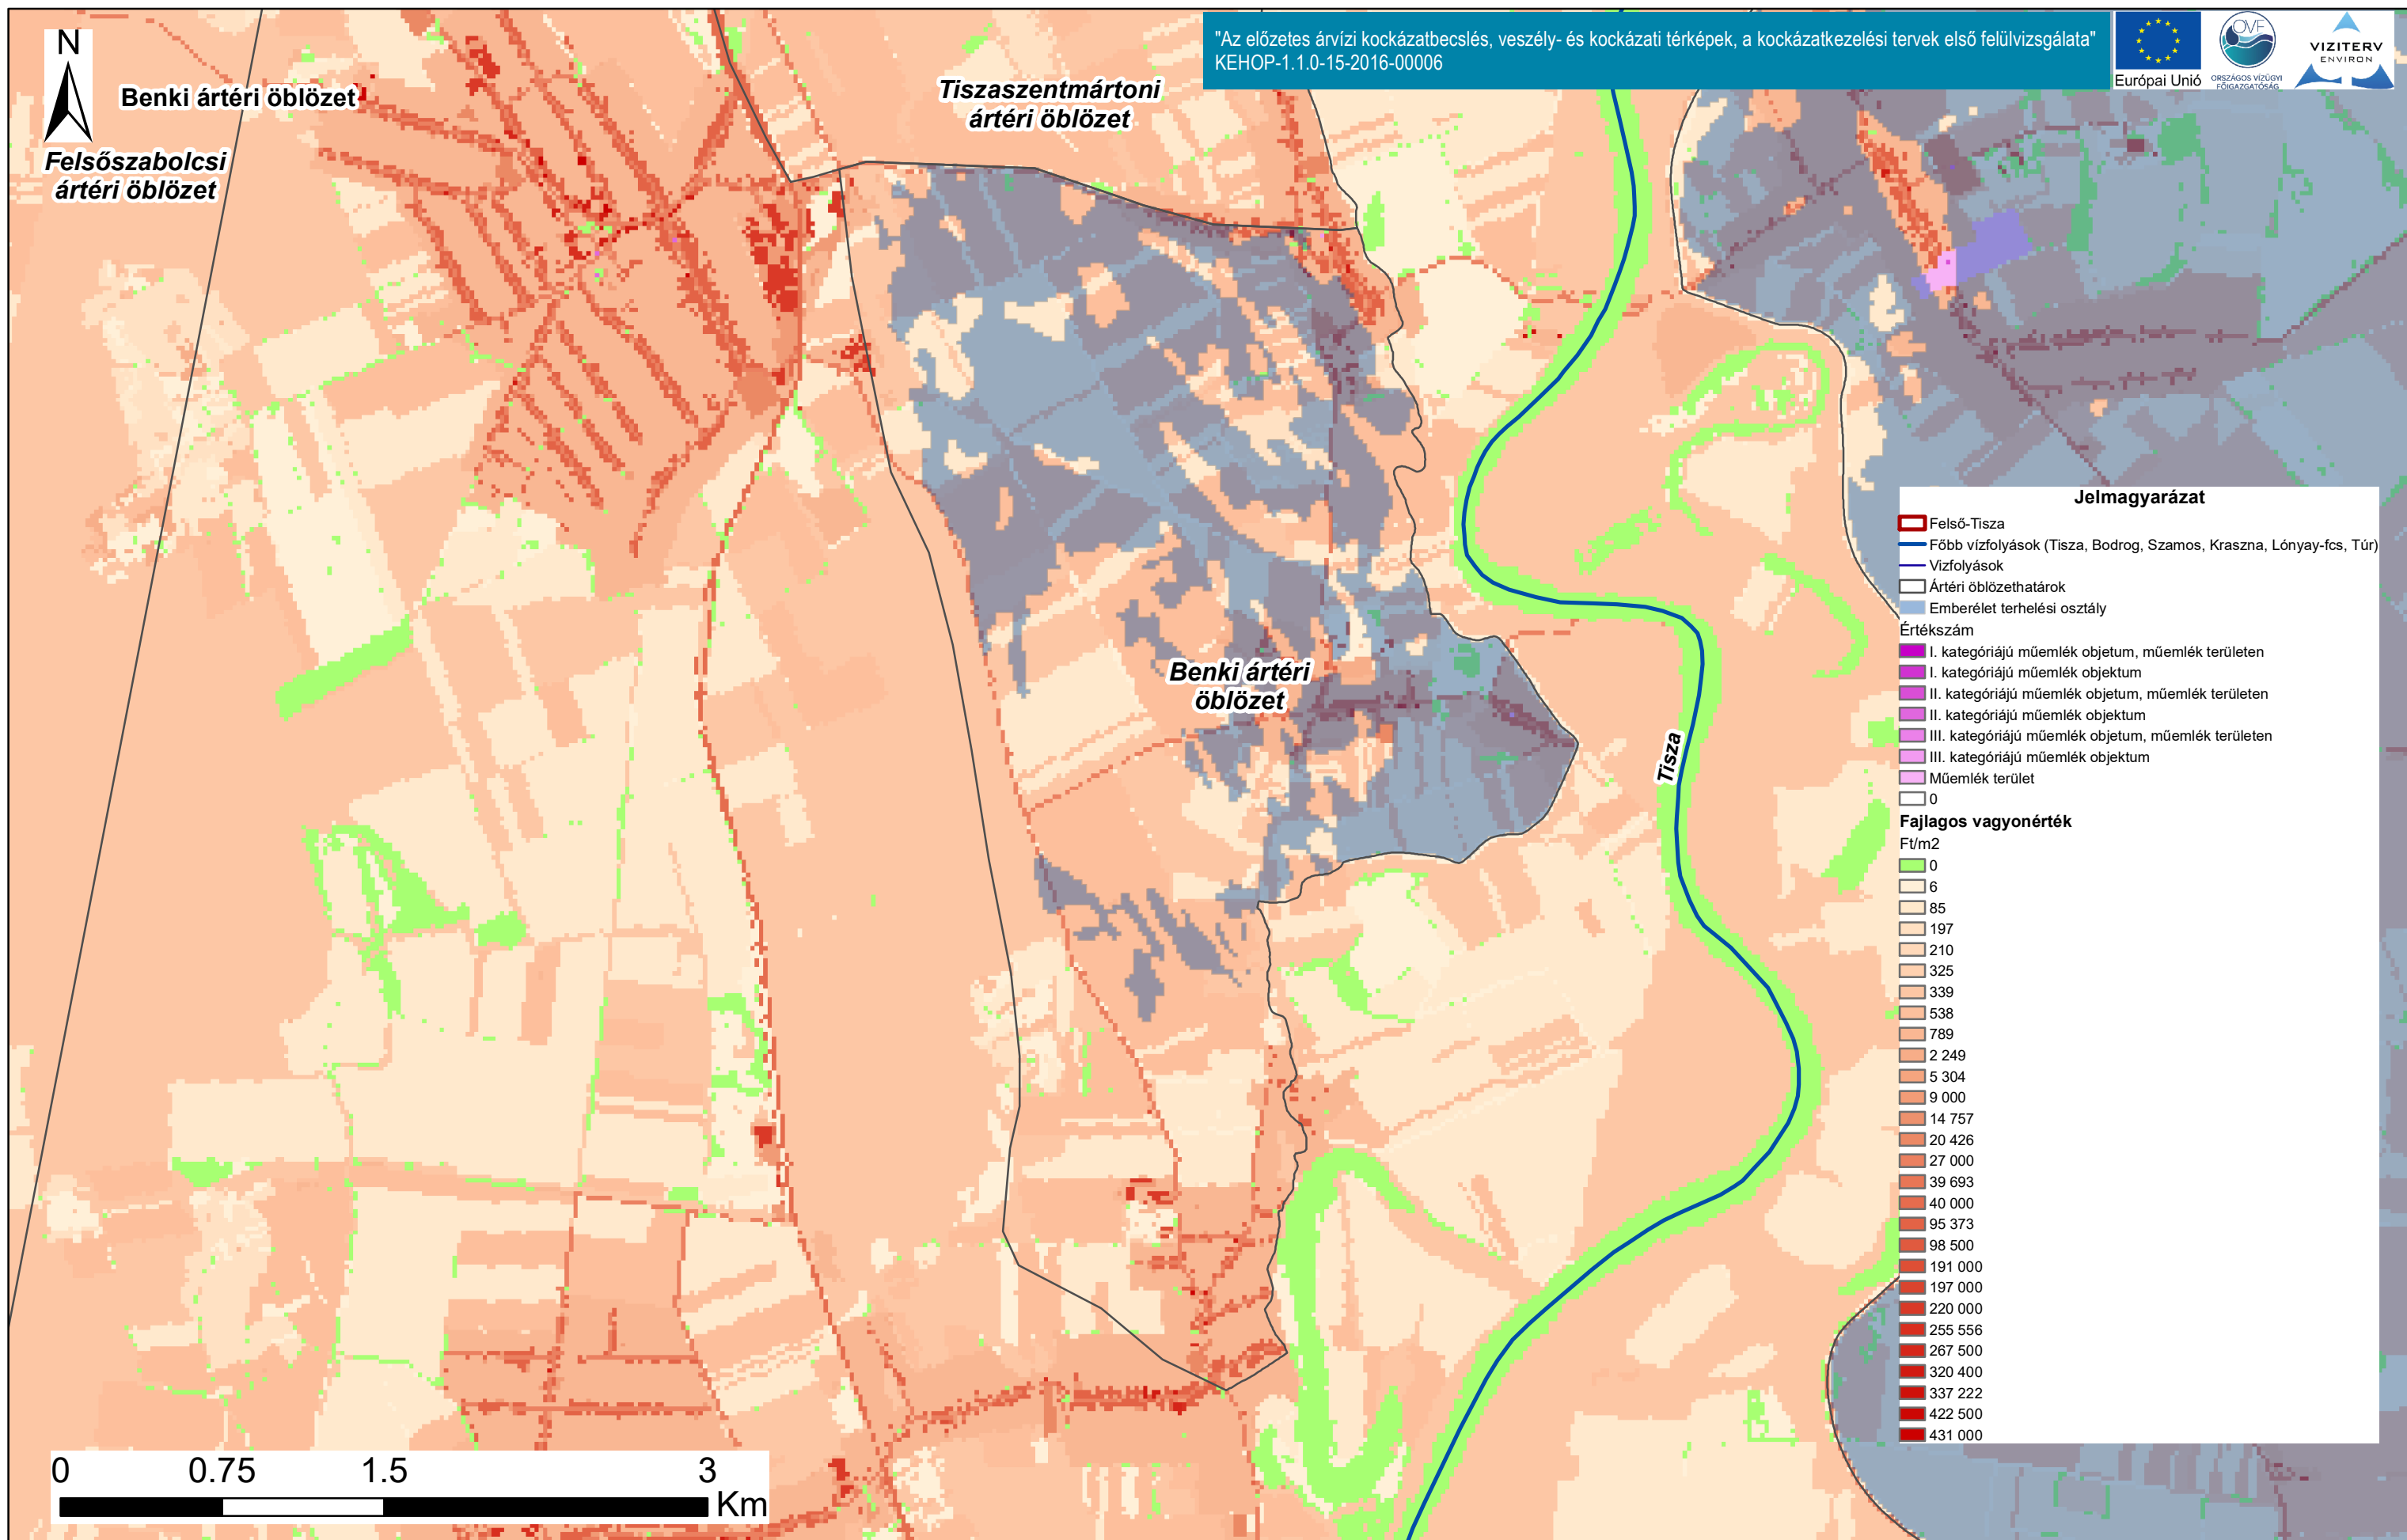 "Az előzetes árvízi kockázatbecslés, veszély- és kockázati térképek, a kockázatkezelési tervek első felülvizsgálata"
KEHOP-1.1.0-15-2016-00006
Európai Unió
OVF
ORSZÁGOS VÍZÜGYI
FŐIGAZGATÓSÁG
VIZITERV
ENVIRON
N
Benki ártéri öblözet
Felsőszabolcsi
ártéri öblözet
Tiszaszentmártoni
ártéri öblözet
Benki ártéri
öblözet
Tisza
Jelmagyarázat
Felső-Tisza
Főbb vízfolyások (Tisza, Bodrog, Szamos, Kraszna, Lónyay-fcs, Túr)
Vizfolyások
Ártéri öblözethatárok
Emberélet terhelési osztály
Értékszám
I. kategóriájú műemlék objetum, műemlék területen
I. kategóriájú műemlék objektum
II. kategóriájú műemlék objetum, műemlék területen
II. kategóriájú műemlék objektum
III. kategóriájú műemlék objetum, műemlék területen
III. kategóriájú műemlék objektum
Műemlék terület
0
Fajlagos vagyonérték
Ft/m2
0
6
85
197
210
325
339
538
789
2 249
5 304
9 000
14 757
20 426
27 000
39 693
40 000
95 373
98 500
191 000
197 000
220 000
255 556
267 500
320 400
337 222
422 500
431 000
0 0.75 1.5 3
Km